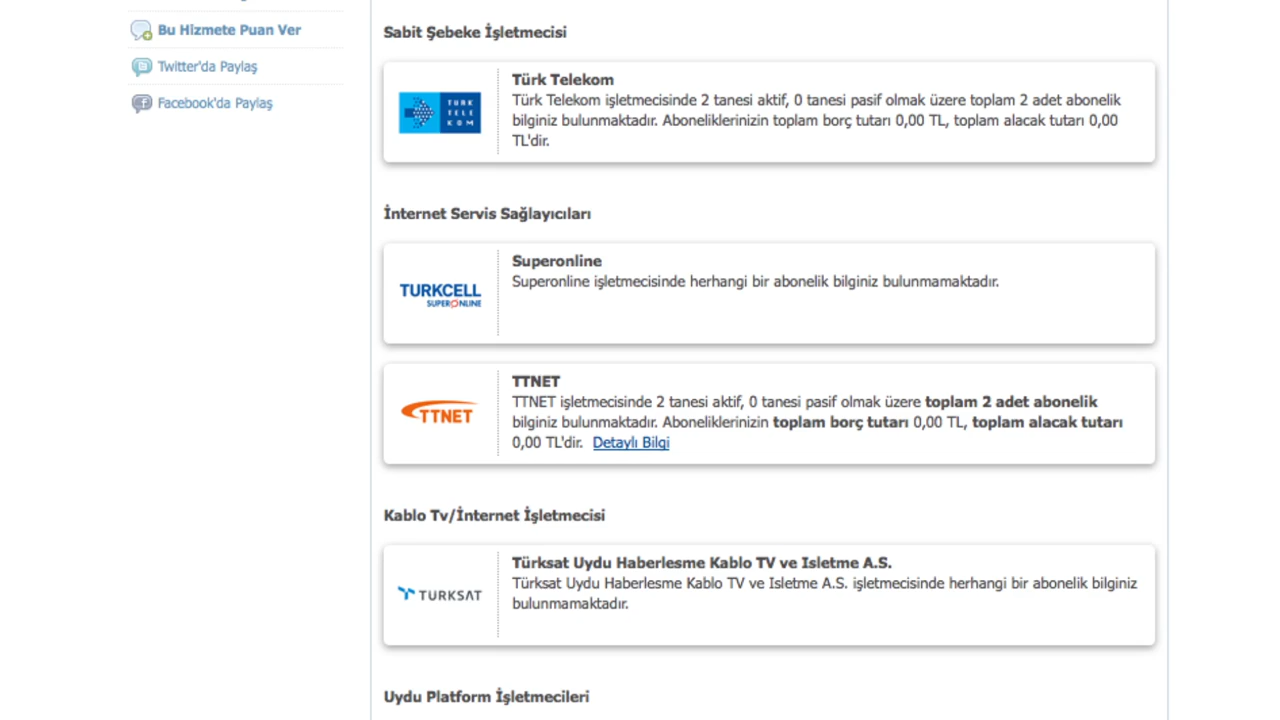 Bu Hizmete Puan Ver
Twitter'da Paylaş
Facebook'da Paylaş
Sabit Şebeke İşletmecisi
TURK
TELE
KOM
Türk Telekom
Türk Telekom işletmecisinde 2 tanesi aktif, 0 tanesi pasif olmak üzere toplam 2 adet abonelik
bilginiz bulunmaktadır. Aboneliklerinizin toplam borç tutarı 0,00 TL, toplam alacak tutarı 0,00
TL'dir.
İnternet Servis Sağlayıcıları
TURKCELL
SUPERONLINE
Superonline
Superonline işletmecisinde herhangi bir abonelik bilginiz bulunmamaktadır.
TTNET
TTNET
TTNET işletmecisinde 2 tanesi aktif, 0 tanesi pasif olmak üzere toplam 2 adet abonelik
bilginiz bulunmaktadır. Aboneliklerinizin toplam borç tutarı 0,00 TL, toplam alacak tutarı
0,00 TL'dir. Detaylı Bilgi
Kablo Tv/İnternet İşletmecisi
TURKSAT
Türksat Uydu Haberlesme Kablo TV ve Isletme A.S.
Türksat Uydu Haberlesme Kablo TV ve Isletme A.S. işletmecisinde herhangi bir abonelik bilginiz
bulunmamaktadır.
Uydu Platform İşletmecileri